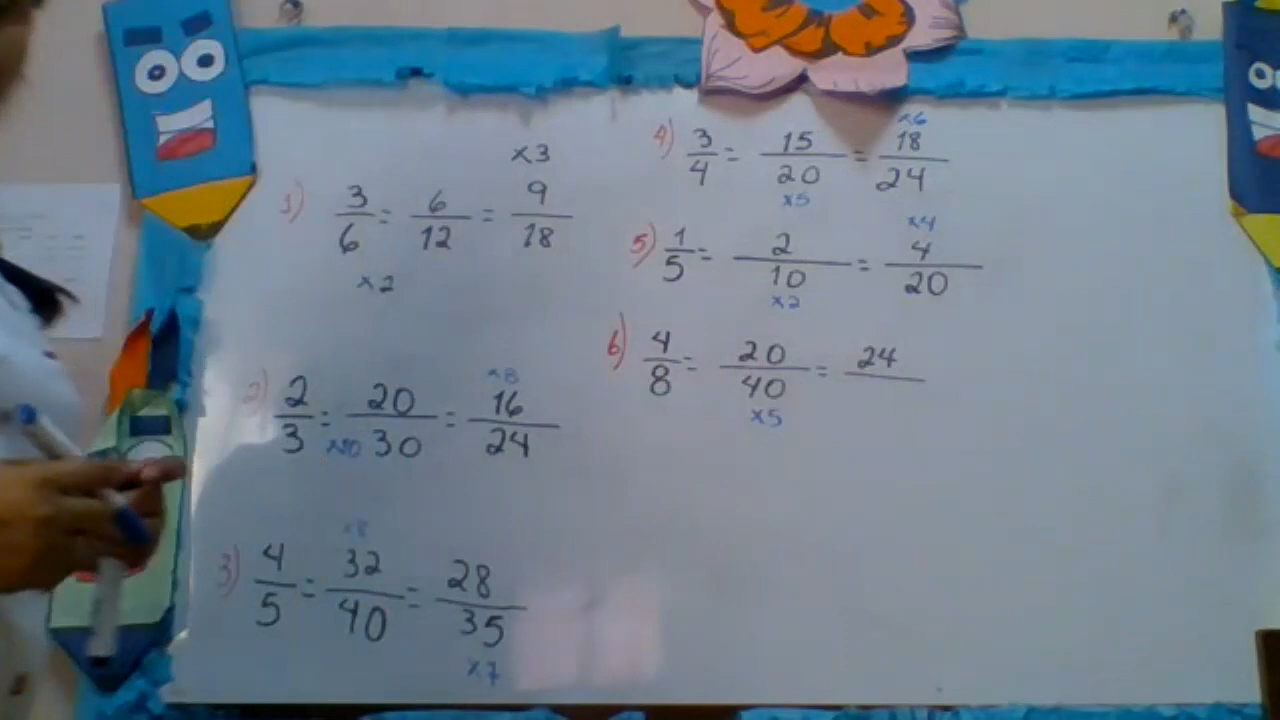 ×3
1) 3/6 = 6/12 = 9/18
×2
×8
2) 2/3 = 20/30 = 16/24
×10
×8
3) 4/5 = 32/40 = 28/35
×7
×6
4) 3/4 = 15/20 = 18/24
×5
×4
5) 1/5 = 2/10 = 4/20
×2
6) 4/8 = 20/40 = 24/
×5